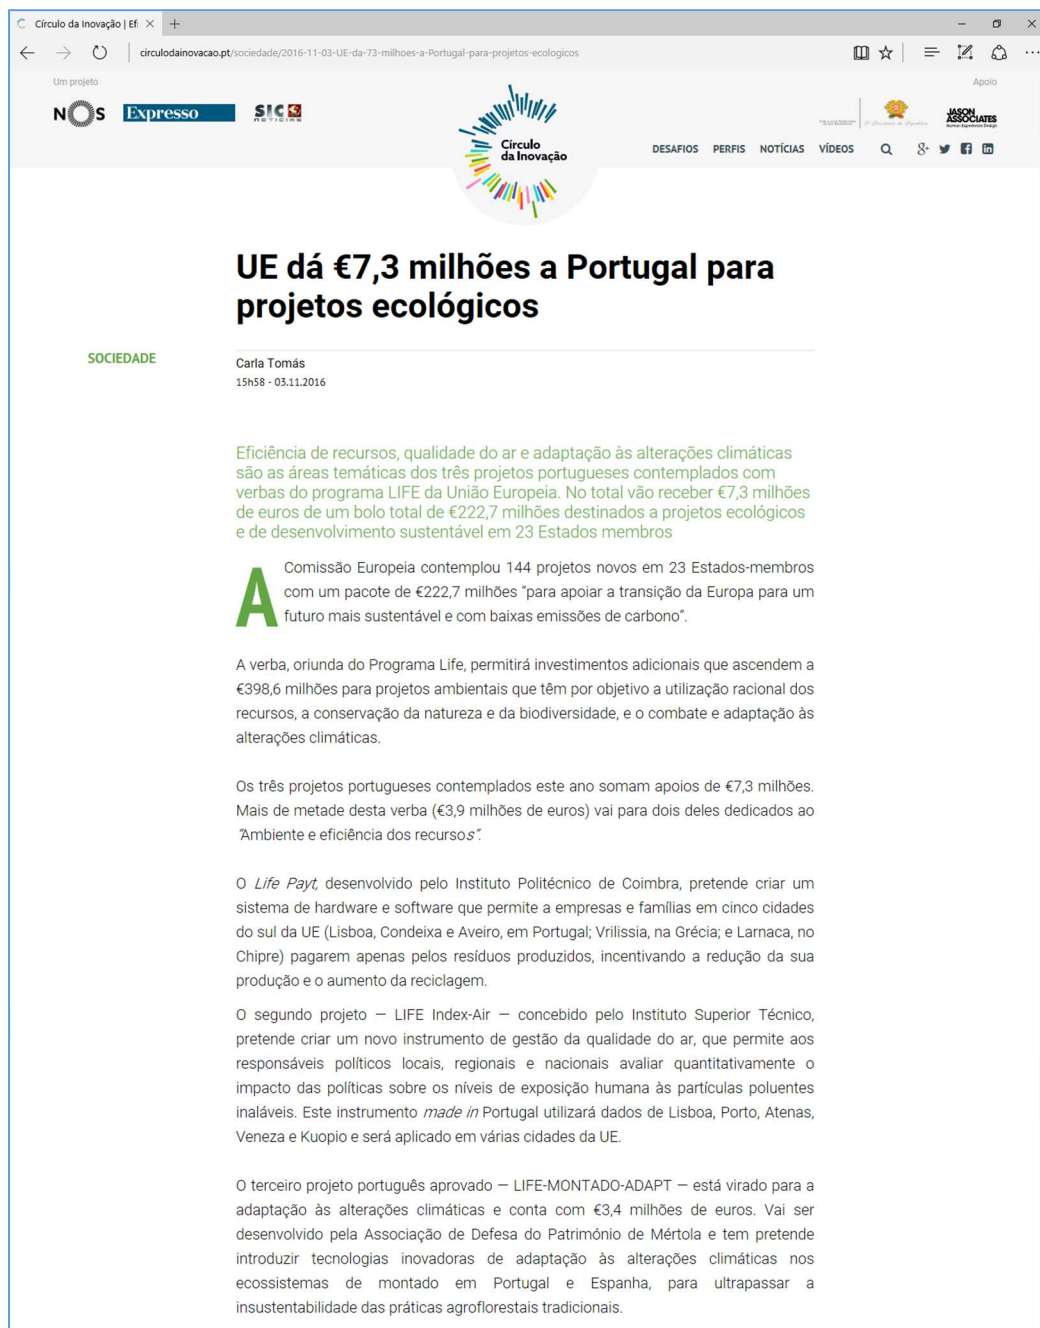 Círculo da Inovação | Efi
circulodainovacao.pt/sociedade/2016-11-03-UE-da-73-milhoes-a-Portugal-para-projetos-ecologicos
Um projeto
Apoio
NOS Expresso SIC NOTÍCIAS
Círculo
da Inovação
JASON
ASSOCIATES
Human Experience Design
DESAFIOS PERFIS NOTÍCIAS VÍDEOS
UE dá €7,3 milhões a Portugal para
projetos ecológicos
SOCIEDADE
Carla Tomás
15h58 - 03.11.2016
Eficiência de recursos, qualidade do ar e adaptação às alterações climáticas
são as áreas temáticas dos três projetos portugueses contemplados com
verbas do programa LIFE da União Europeia. No total vão receber €7,3 milhões
de euros de um bolo total de €222,7 milhões destinados a projetos ecológicos
e de desenvolvimento sustentável em 23 Estados membros
A Comissão Europeia contemplou 144 projetos novos em 23 Estados-membros
com um pacote de €222,7 milhões “para apoiar a transição da Europa para um
futuro mais sustentável e com baixas emissões de carbono”.
A verba, oriunda do Programa Life, permitirá investimentos adicionais que ascendem a
€398,6 milhões para projetos ambientais que têm por objetivo a utilização racional dos
recursos, a conservação da natureza e da biodiversidade, e o combate e adaptação às
alterações climáticas.
Os três projetos portugueses contemplados este ano somam apoios de €7,3 milhões.
Mais de metade desta verba (€3,9 milhões de euros) vai para dois deles dedicados ao
“Ambiente e eficiência dos recursos”.
O Life Payt, desenvolvido pelo Instituto Politécnico de Coimbra, pretende criar um
sistema de hardware e software que permite a empresas e famílias em cinco cidades
do sul da UE (Lisboa, Condeixa e Aveiro, em Portugal; Vrilissia, na Grécia; e Larnaca, no
Chipre) pagarem apenas pelos resíduos produzidos, incentivando a redução da sua
produção e o aumento da reciclagem.
O segundo projeto — LIFE Index-Air — concebido pelo Instituto Superior Técnico,
pretende criar um novo instrumento de gestão da qualidade do ar, que permite aos
responsáveis políticos locais, regionais e nacionais avaliar quantitativamente o
impacto das políticas sobre os níveis de exposição humana às partículas poluentes
inaláveis. Este instrumento made in Portugal utilizará dados de Lisboa, Porto, Atenas,
Veneza e Kuopio e será aplicado em várias cidades da UE.
O terceiro projeto português aprovado — LIFE-MONTADO-ADAPT — está virado para a
adaptação às alterações climáticas e conta com €3,4 milhões de euros. Vai ser
desenvolvido pela Associação de Defesa do Património de Mértola e tem pretende
introduzir tecnologias inovadoras de adaptação às alterações climáticas nos
ecossistemas de montado em Portugal e Espanha, para ultrapassar a
insustentabilidade das práticas agroflorestais tradicionais.